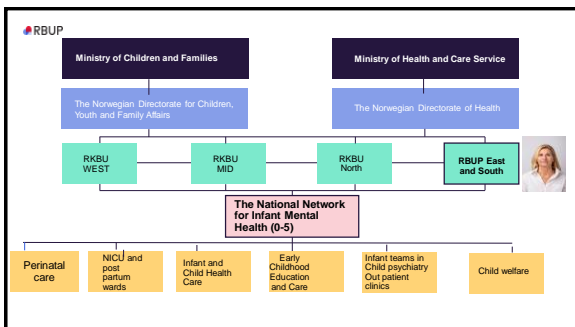 RBUP
Ministry of Children and Families
Ministry of Health and Care Service
The Norwegian Directorate for Children,
Youth and Family Affairs
The Norwegian Directorate of Health
RKBU
WEST
RKBU
MID
RKBU
North
RBUP East
and South
The National Network
for Infant Mental
Health (0-5)
Perinatal
care
NICU and
post
partum
wards
Infant and
Child Health
Care
Early
Childhood
Education
and Care
Infant teams in
Child psychiatry
Out patient
clinics
Child welfare